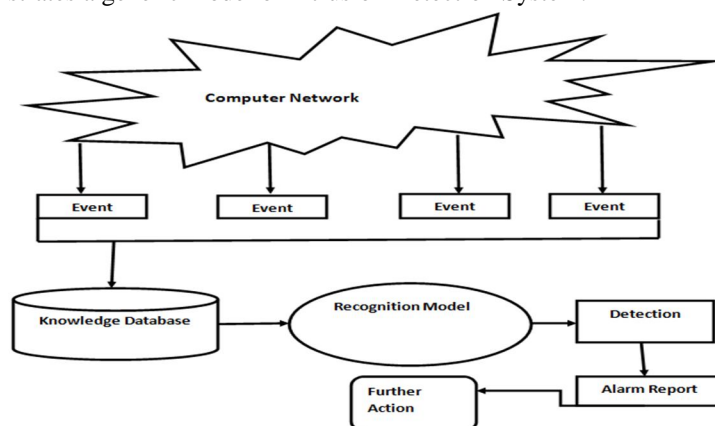 Computer Network
Event Event Event Event
Knowledge Database
Recognition Model
Detection
Alarm Report
Further
Action